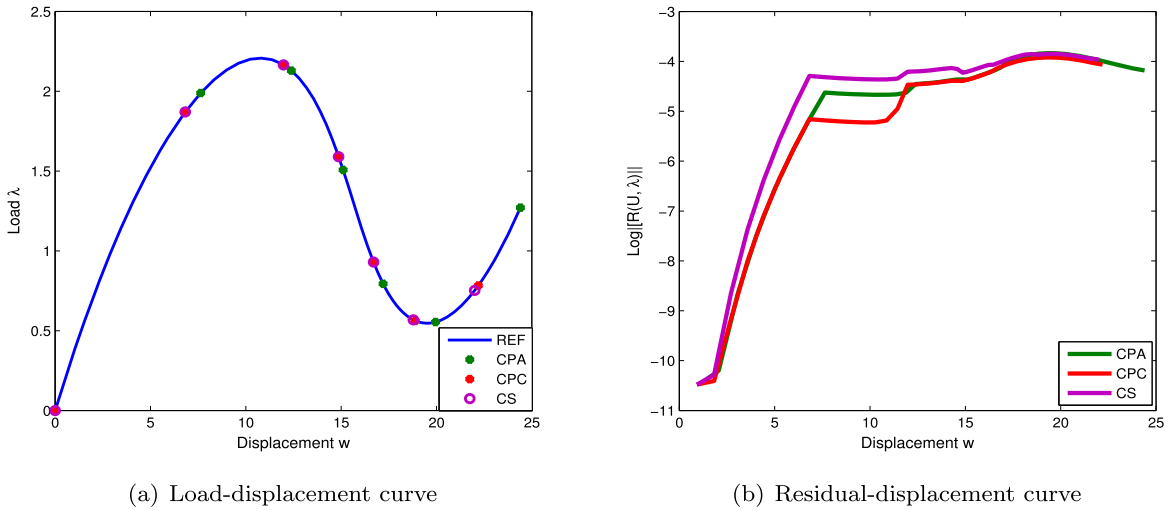 2.5
2
1.5
1
0.5
0
0
5
10
15
20
25
Load λ
Displacement w
REF
CPA
CPC
CS
(a) Load-displacement curve
−3
−4
−5
−6
−7
−8
−9
−10
−11
0
5
10
15
20
25
Log|[R(U, λ)||
Displacement w
CPA
CPC
CS
(b) Residual-displacement curve